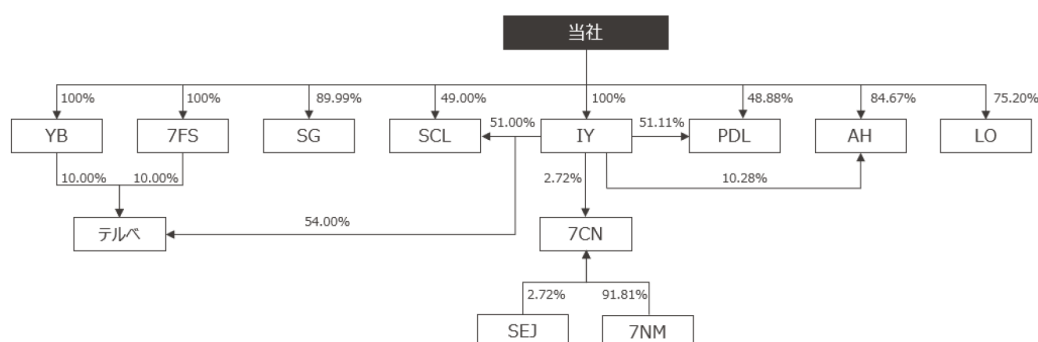 当社
100%
100%
89.99%
49.00%
100%
48.88%
84.67%
75.20%
YB
7FS
SG
SCL
51.00%
IY
51.11%
PDL
AH
LO
10.00%
10.00%
2.72%
10.28%
テルベ
54.00%
7CN
2.72%
91.81%
SEJ
7NM